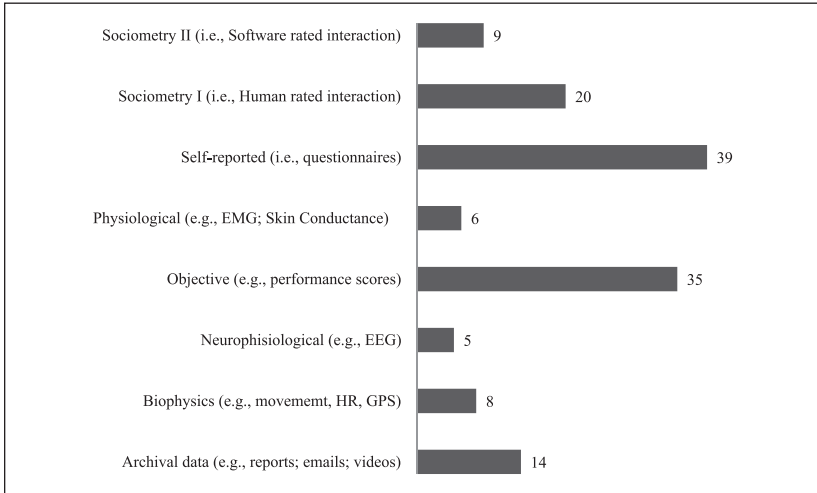 Sociometry II (i.e., Software rated interaction) 9
Sociometry I (i.e., Human rated interaction) 20
Self-reported (i.e., questionnaires) 39
Physiological (e.g., EMG; Skin Conductance) 6
Objective (e.g., performance scores) 35
Neurophisiological (e.g., EEG) 5
Biophysics (e.g., movememt, HR, GPS) 8
Archival data (e.g., reports; emails; videos) 14